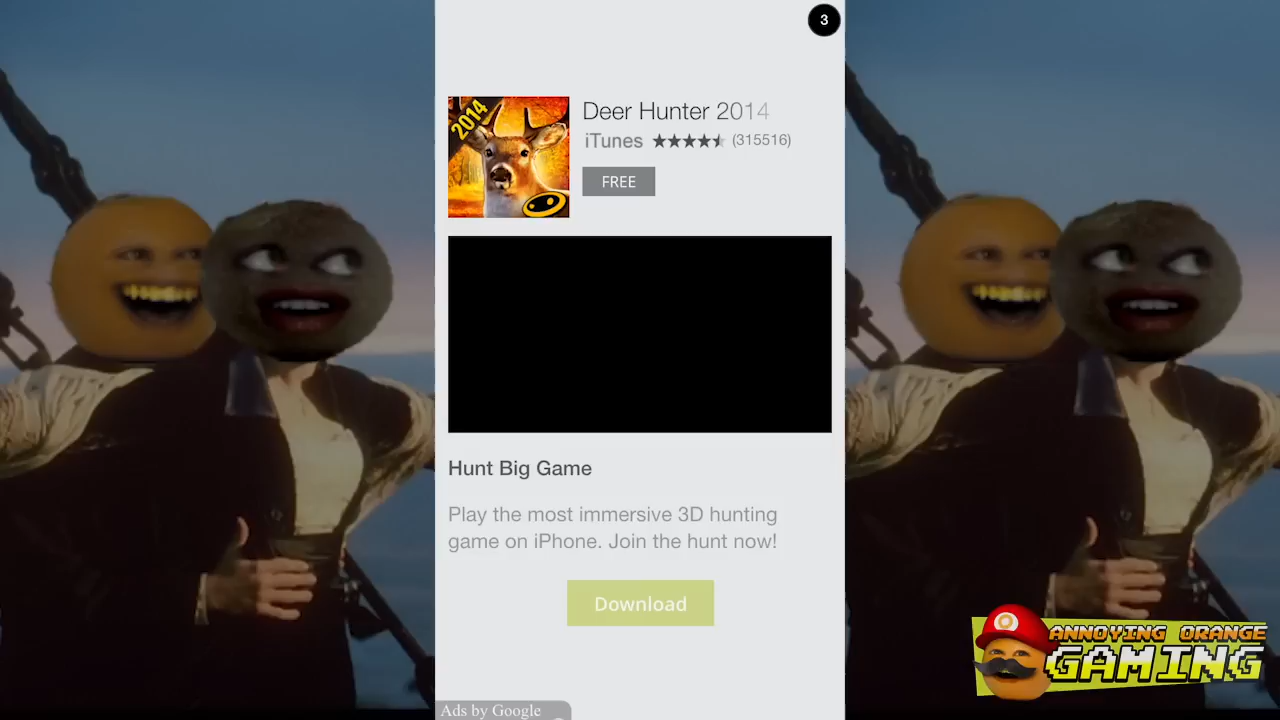 3
2014
Deer Hunter 2014
iTunes (315516)
FREE
Hunt Big Game
Play the most immersive 3D hunting
game on iPhone. Join the hunt now!
Download
ANNOYING ORANGE
GAMING
Ads by Google